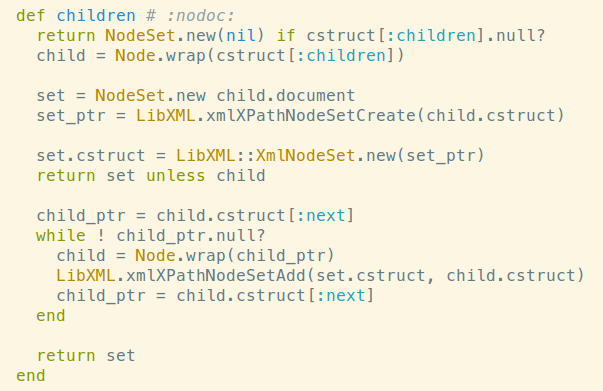 def children # :nodoc:
  return NodeSet.new(nil) if cstruct[:children].null?
  child = Node.wrap(cstruct[:children])

  set = NodeSet.new child.document
  set_ptr = LibXML.xmlXPathNodeSetCreate(child.cstruct)

  set.cstruct = LibXML::XmlNodeSet.new(set_ptr)
  return set unless child

  child_ptr = child.cstruct[:next]
  while ! child_ptr.null?
    child = Node.wrap(child_ptr)
    LibXML.xmlXPathNodeSetAdd(set.cstruct, child.cstruct)
    child_ptr = child.cstruct[:next]
  end

  return set
end